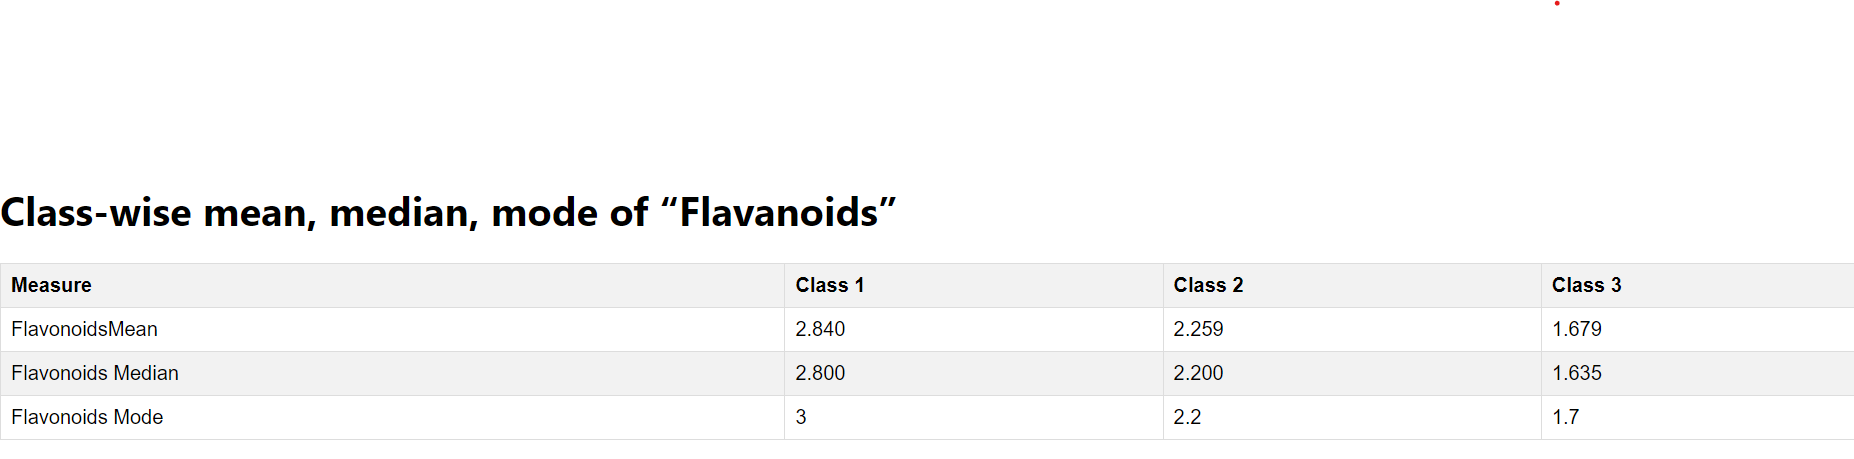 Class-wise mean, median, mode of “Flavanoids”
Measure Class 1 Class 2 Class 3
FlavonoidsMean 2.840 2.259 1.679
Flavonoids Median 2.800 2.200 1.635
Flavonoids Mode 3 2.2 1.7